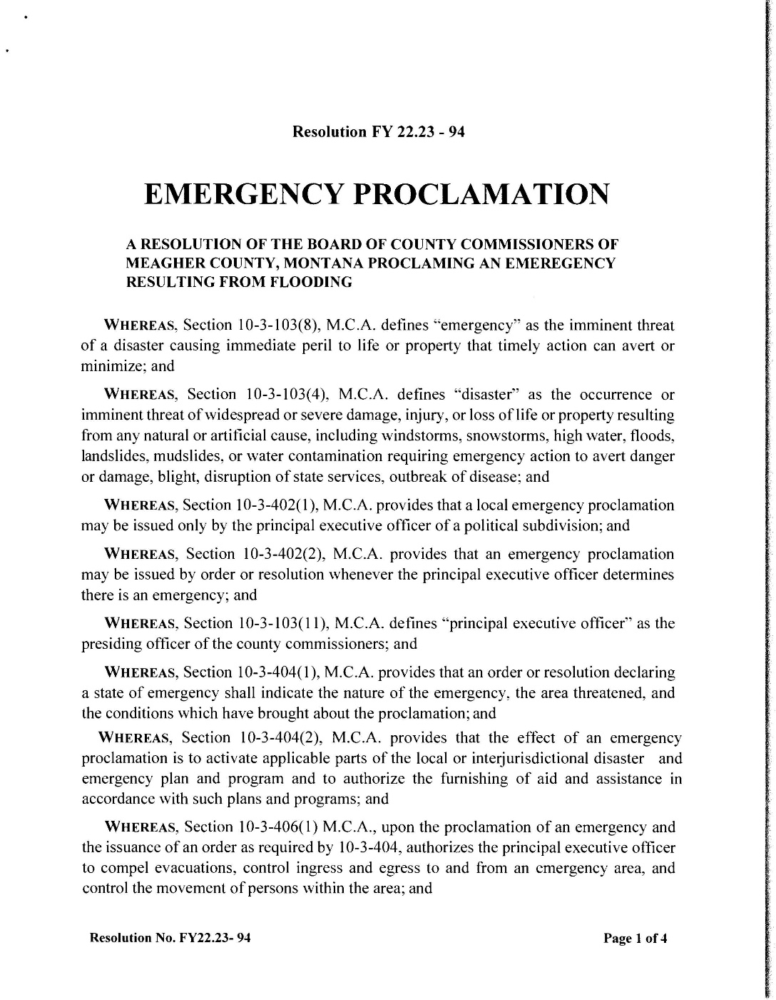 Resolution FY 22.23 - 94
EMERGENCY PROCLAMATION
A RESOLUTION OF THE BOARD OF COUNTY COMMISSIONERS OF
MEAGHER COUNTY, MONTANA PROCLAMING AN EMEREGENCY
RESULTING FROM FLOODING
WHEREAS, Section 10-3-103(8), M.C.A. defines “emergency” as the imminent threat
of a disaster causing immediate peril to life or property that timely action can avert or
minimize; and
WHEREAS, Section 10-3-103(4), M.C.A. defines “disaster” as the occurrence or
imminent threat of widespread or severe damage, injury, or loss of life or property resulting
from any natural or artificial cause, including windstorms, snowstorms, high water, floods,
landslides, mudslides, or water contamination requiring emergency action to avert danger
or damage, blight, disruption of state services, outbreak of disease; and
WHEREAS, Section 10-3-402(1), M.C.A. provides that a local emergency proclamation
may be issued only by the principal executive officer of a political subdivision; and
WHEREAS, Section 10-3-402(2), M.C.A. provides that an emergency proclamation
may be issued by order or resolution whenever the principal executive officer determines
there is an emergency; and
WHEREAS, Section 10-3-103(11), M.C.A. defines “principal executive officer” as the
presiding officer of the county commissioners; and
WHEREAS, Section 10-3-404(1), M.C.A. provides that an order or resolution declaring
a state of emergency shall indicate the nature of the emergency, the area threatened, and
the conditions which have brought about the proclamation; and
WHEREAS, Section 10-3-404(2), M.C.A. provides that the effect of an emergency
proclamation is to activate applicable parts of the local or interjurisdictional disaster and
emergency plan and program and to authorize the furnishing of aid and assistance in
accordance with such plans and programs; and
WHEREAS, Section 10-3-406(1) M.C.A., upon the proclamation of an emergency and
the issuance of an order as required by 10-3-404, authorizes the principal executive officer
to compel evacuations, control ingress and egress to and from an emergency area, and
control the movement of persons within the area; and
Resolution No. FY22.23- 94
Page 1 of 4